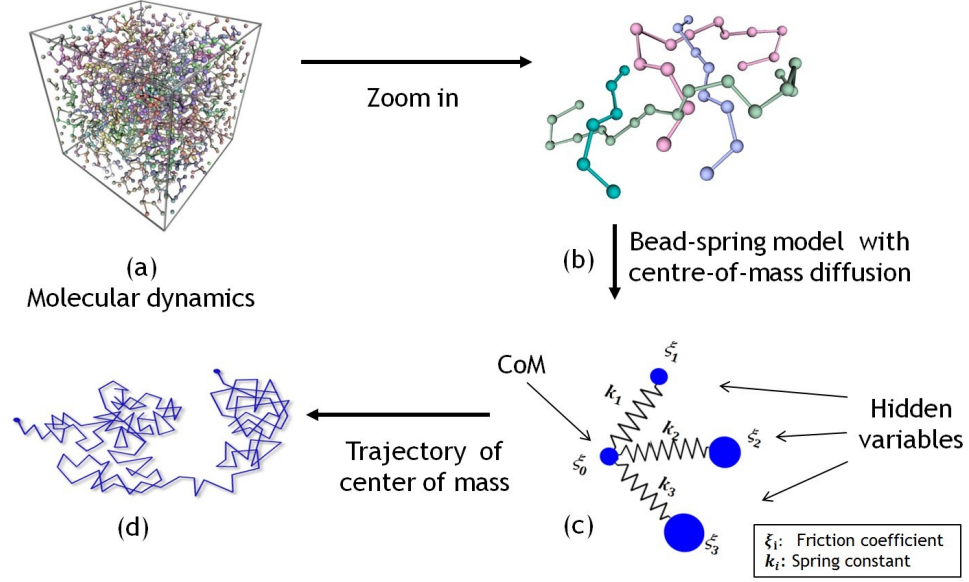 Zoom in
(a)
Molecular dynamics
(b)
Bead-spring model with
centre-of-mass diffusion
CoM
ξ1
k1
k2
ξ2
ξ0
k3
ξ3
Hidden
variables
Trajectory of
center of mass
(d)
(c)
ξi: Friction coefficient
ki: Spring constant